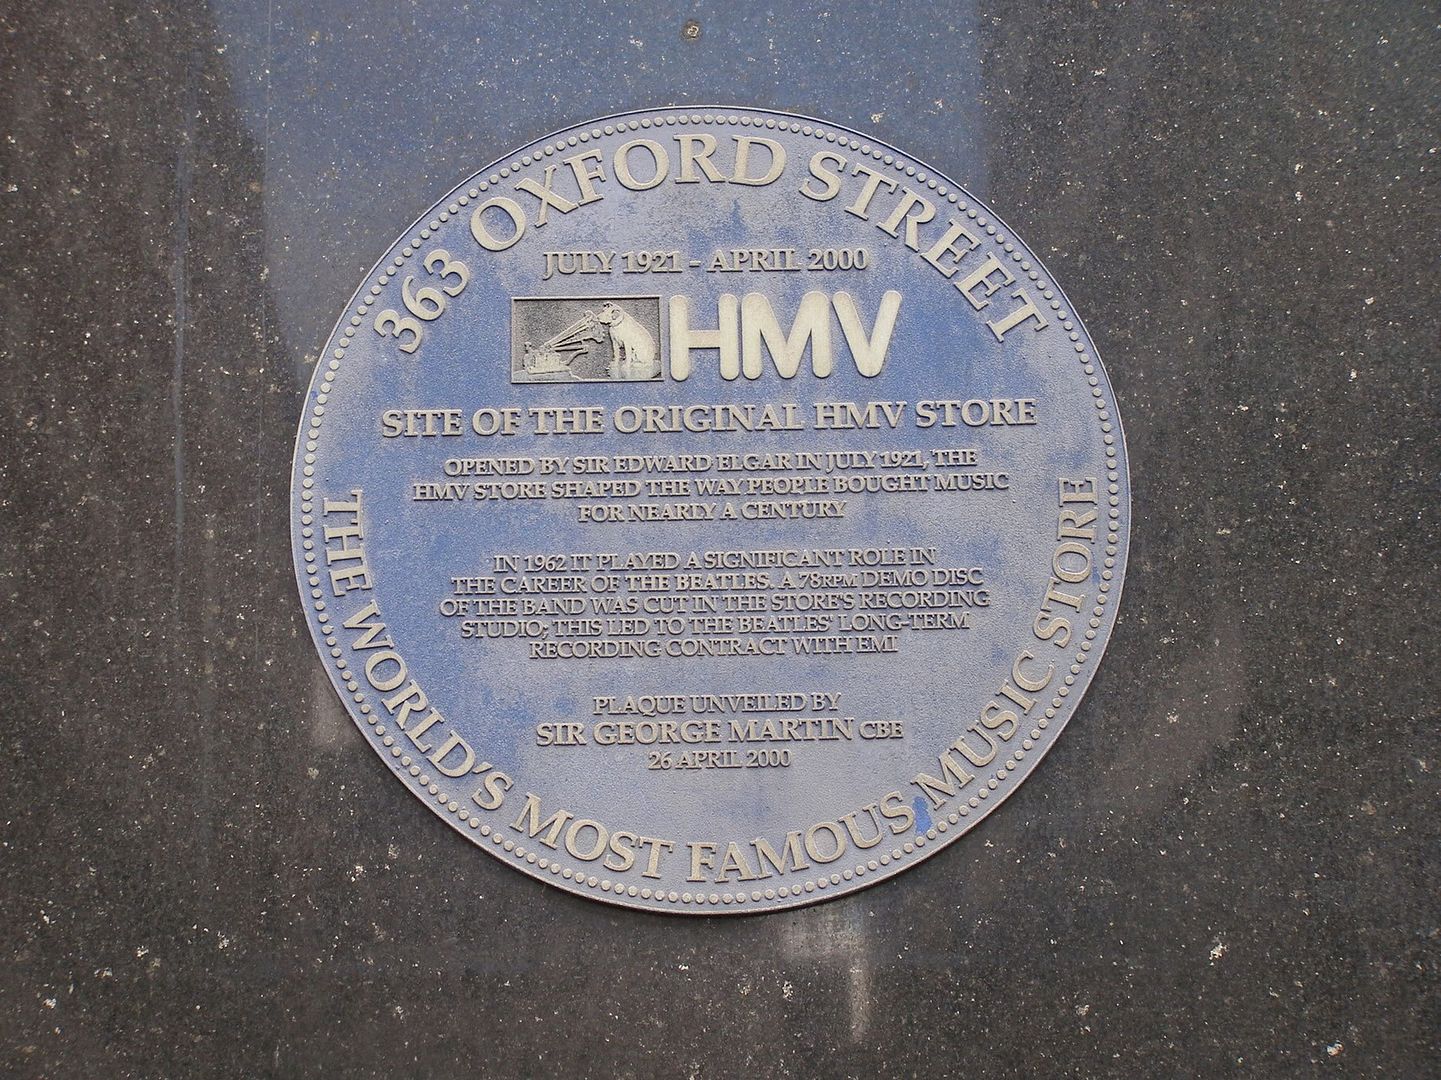 363 OXFORD STREET
JULY 1921 - APRIL 2000
HMV
SITE OF THE ORIGINAL HMV STORE
OPENED BY SIR EDWARD ELGAR IN JULY 1921, THE
HMV STORE SHAPED THE WAY PEOPLE BOUGHT MUSIC
FOR NEARLY A CENTURY
IN 1962 IT PLAYED A SIGNIFICANT ROLE IN
THE CAREER OF THE BEATLES. A 78RPM DEMO DISC
OF THE BAND WAS CUT IN THE STORE'S RECORDING
STUDIO; THIS LED TO THE BEATLES' LONG-TERM
RECORDING CONTRACT WITH EMI
PLAQUE UNVEILED BY
SIR GEORGE MARTIN CBE
26 APRIL 2000
THE WORLD'S MOST FAMOUS MUSIC STORE